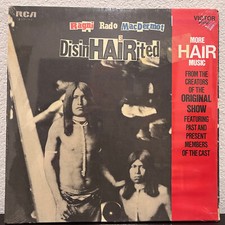 RCA
Ragni Rado MacDermot
DisinHAIRited
VICTOR
MORE
HAIR
MUSIC
FROM THE
CREATORS
OF THE
ORIGINAL
SHOW
FEATURING
PAST AND
PRESENT
MEMBERS
OF THE CAST